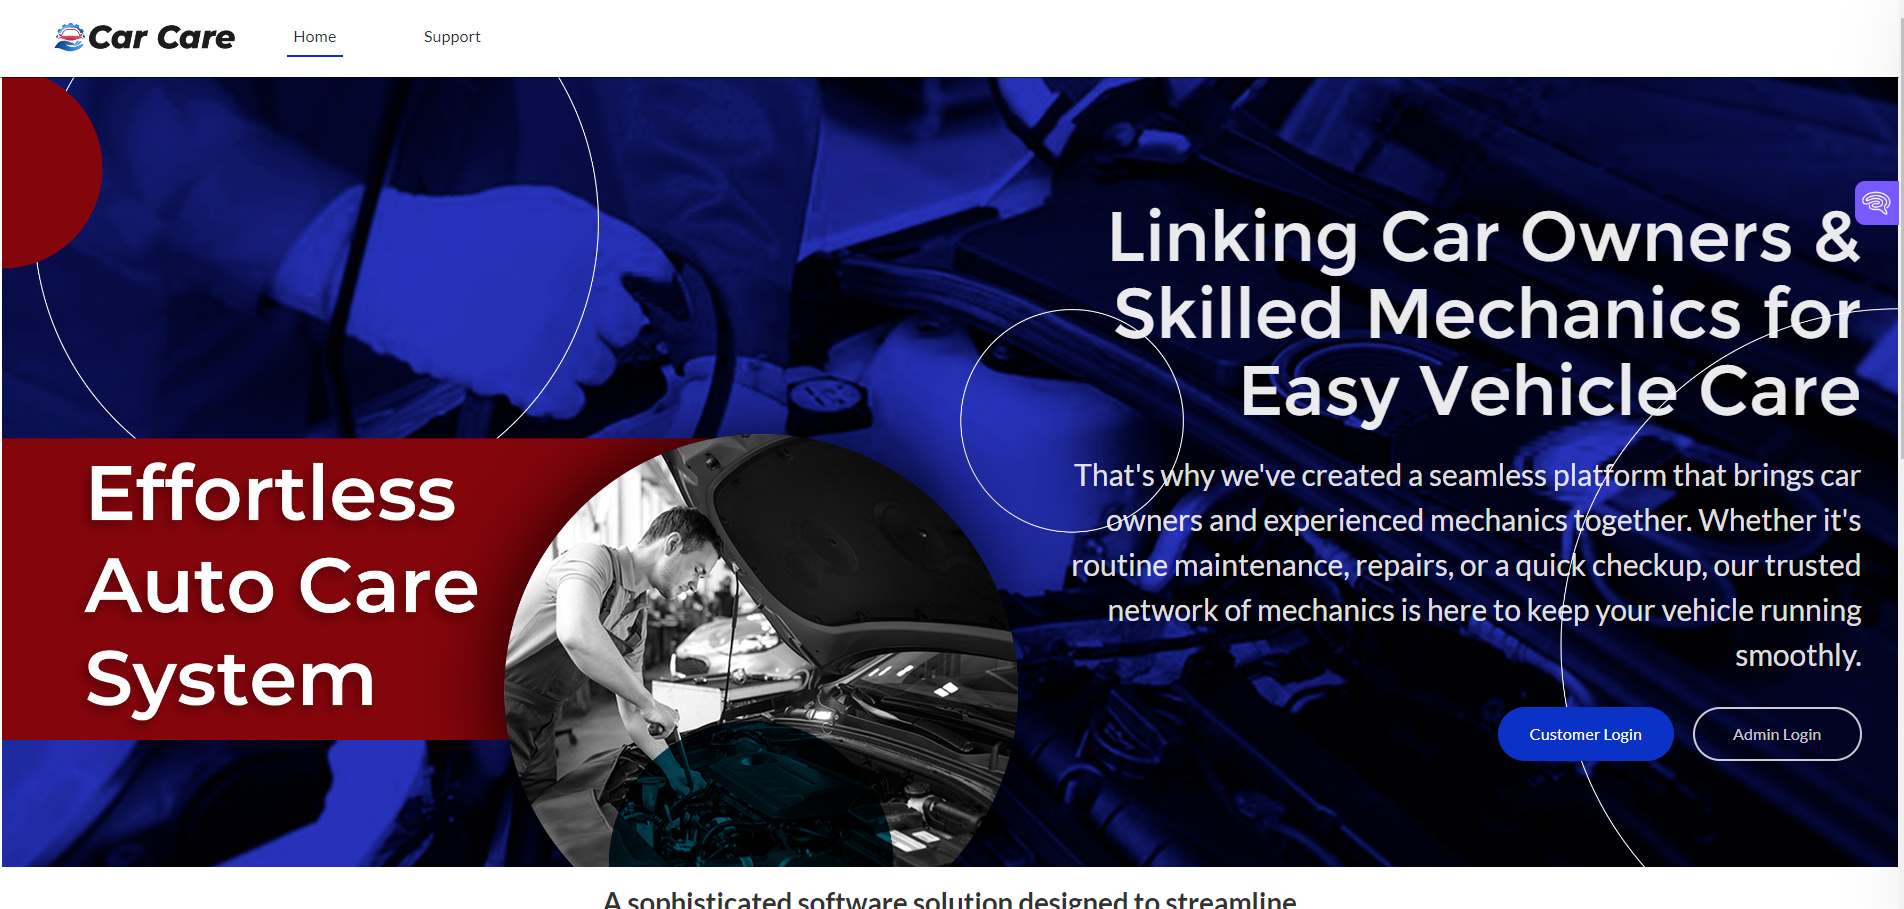 Car Care
Home
Support
Linking Car Owners &
Skilled Mechanics for
Easy Vehicle Care
Effortless
Auto Care
System
That's why we've created a seamless platform that brings car
owners and experienced mechanics together. Whether it's
routine maintenance, repairs, or a quick checkup, our trusted
network of mechanics is here to keep your vehicle running
smoothly.
Customer Login
Admin Login
A sophisticated software solution designed to streamline